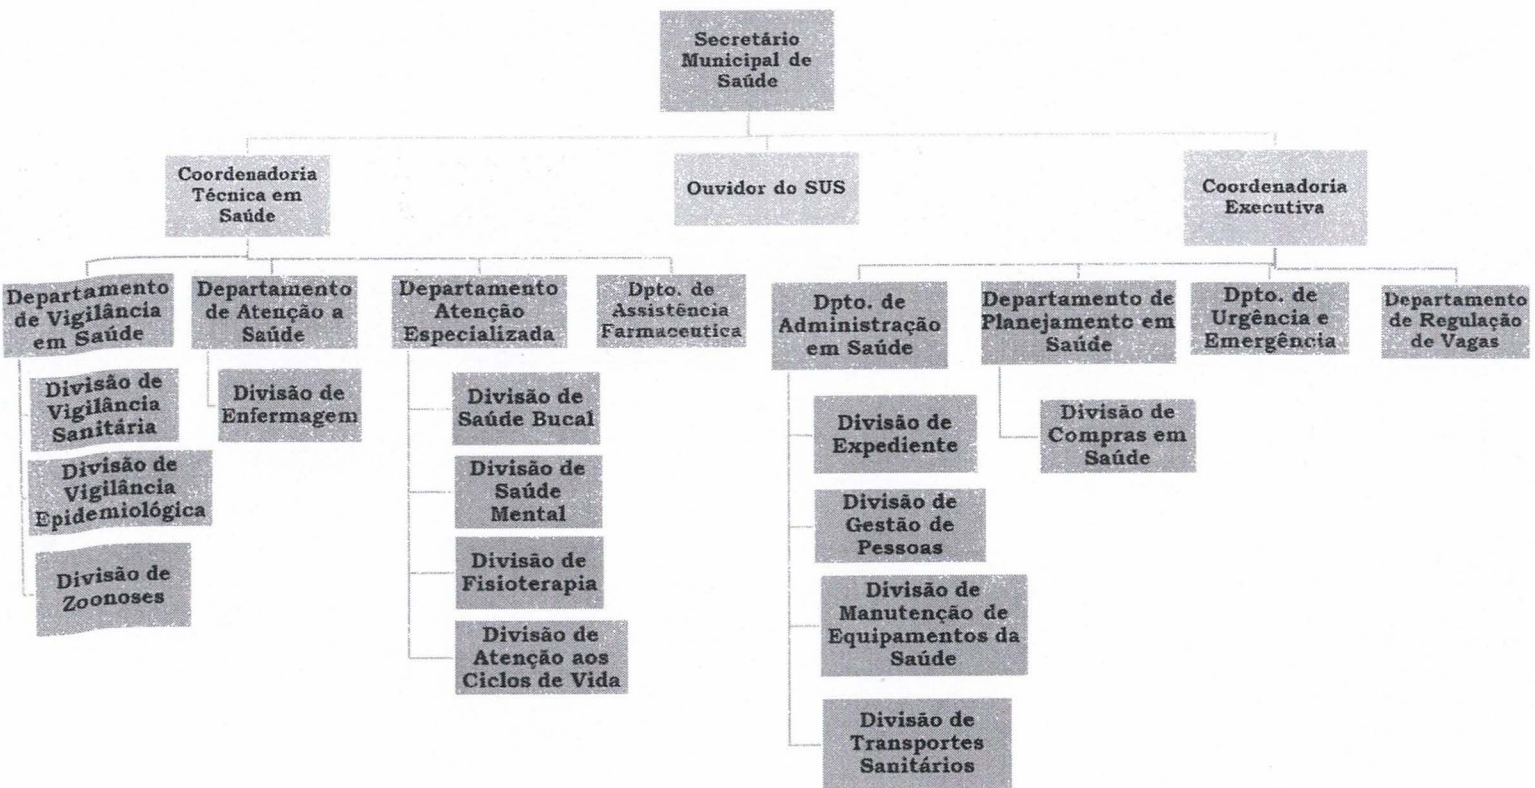 Secretário
Municipal de
Saúde
Coordenadoria
Técnica em
Saúde
Ouvidor do SUS
Coordenadoria
Executiva
Departamento
de Vigilância
em Saúde
Departamento
de Atenção a
Saúde
Departamento
Atenção
Especializada
Dpto. de
Assistência
Farmaceutica
Dpto. de
Administração
em Saúde
Departamento de
Planejamento em
Saúde
Dpto. de
Urgência e
Emergência
Departamento
de Regulação
de Vagas
Divisão de
Vigilância
Sanitária
Divisão de
Vigilância
Epidemiológica
Divisão de
Zoonoses
Divisão de
Enfermagem
Divisão de
Saúde Bucal
Divisão de
Saúde
Mental
Divisão de
Fisioterapia
Divisão de
Atenção aos
Ciclos de Vida
Divisão de
Expediente
Divisão de
Gestão de
Pessoas
Divisão de
Manutenção de
Equipamentos da
Saúde
Divisão de
Transportes
Sanitários
Divisão de
Compras em
Saúde